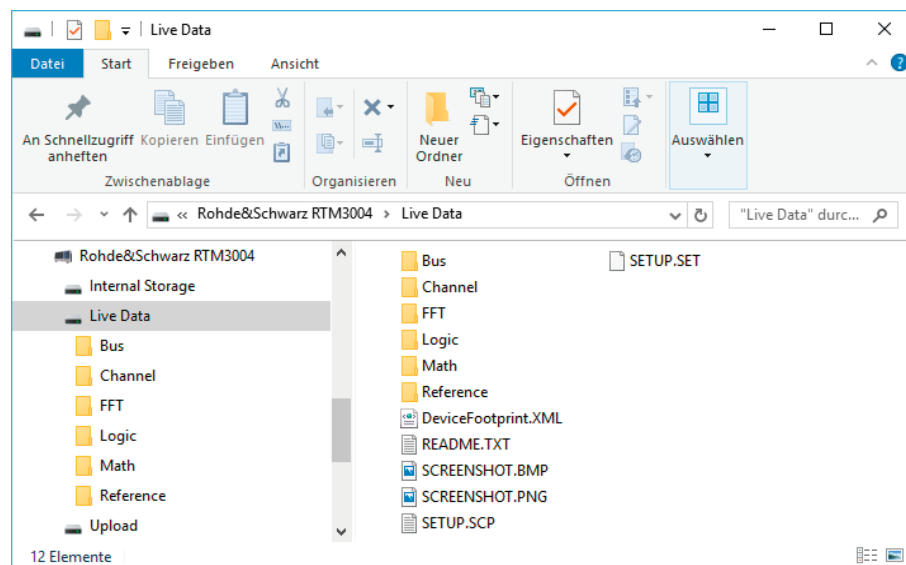 Live Data
Datei Start Freigeben Ansicht
An Schnellzugriff anheften
Kopieren
Einfügen
Neuer Ordner
Eigenschaften
Auswählen
Zwischenablage Organisieren Neu Öffnen
« Rohde&Schwarz RTM3004 > Live Data
"Live Data" durc...
Rohde&Schwarz RTM3004
Internal Storage
Live Data
Bus
Channel
FFT
Logic
Math
Reference
Upload
Bus
Channel
FFT
Logic
Math
Reference
DeviceFootprint.XML
README.TXT
SCREENSHOT.BMP
SCREENSHOT.PNG
SETUP.SCP
SETUP.SET
12 Elemente